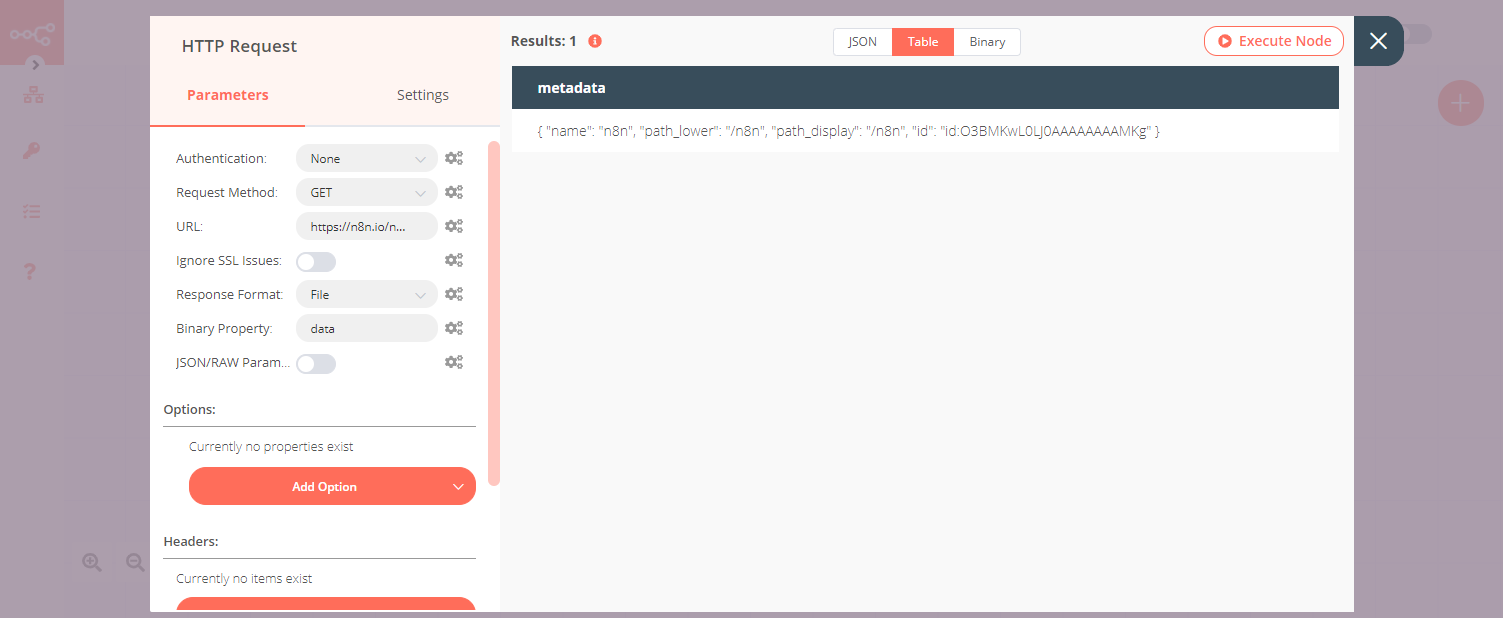 HTTP Request
Parameters
Settings
Authentication:
None
Request Method:
GET
URL:
https://n8n.io/n...
Ignore SSL Issues:
Response Format:
File
Binary Property:
data
JSON/RAW Param...
Options:
Currently no properties exist
Add Option
Headers:
Currently no items exist
Results: 1
JSON
Table
Binary
Execute Node
metadata
{ "name": "n8n", "path_lower": "/n8n", "path_display": "/n8n", "id": "id:O3BMKwL0LJ0AAAAAAAAMKg" }